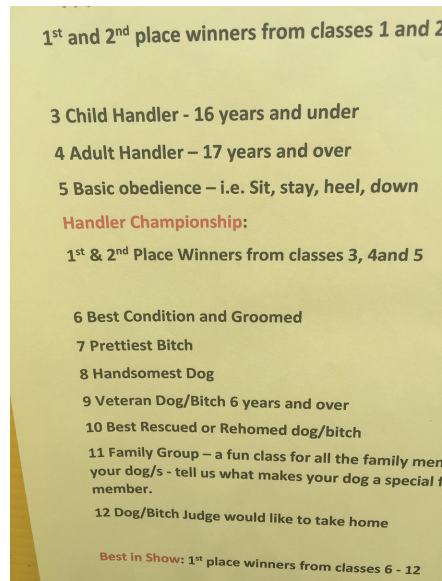 1st and 2nd place winners from classes 1 and 2
3 Child Handler - 16 years and under
4 Adult Handler – 17 years and over
5 Basic obedience – i.e. Sit, stay, heel, down
Handler Championship:
1st & 2nd Place Winners from classes 3, 4and 5
6 Best Condition and Groomed
7 Prettiest Bitch
8 Handsomest Dog
9 Veteran Dog/Bitch 6 years and over
10 Best Rescued or Rehomed dog/bitch
11 Family Group – a fun class for all the family
your dog/s - tell us what makes your dog a special
member.
12 Dog/Bitch Judge would like to take home
Best in Show: 1st place winners from classes 6 - 12